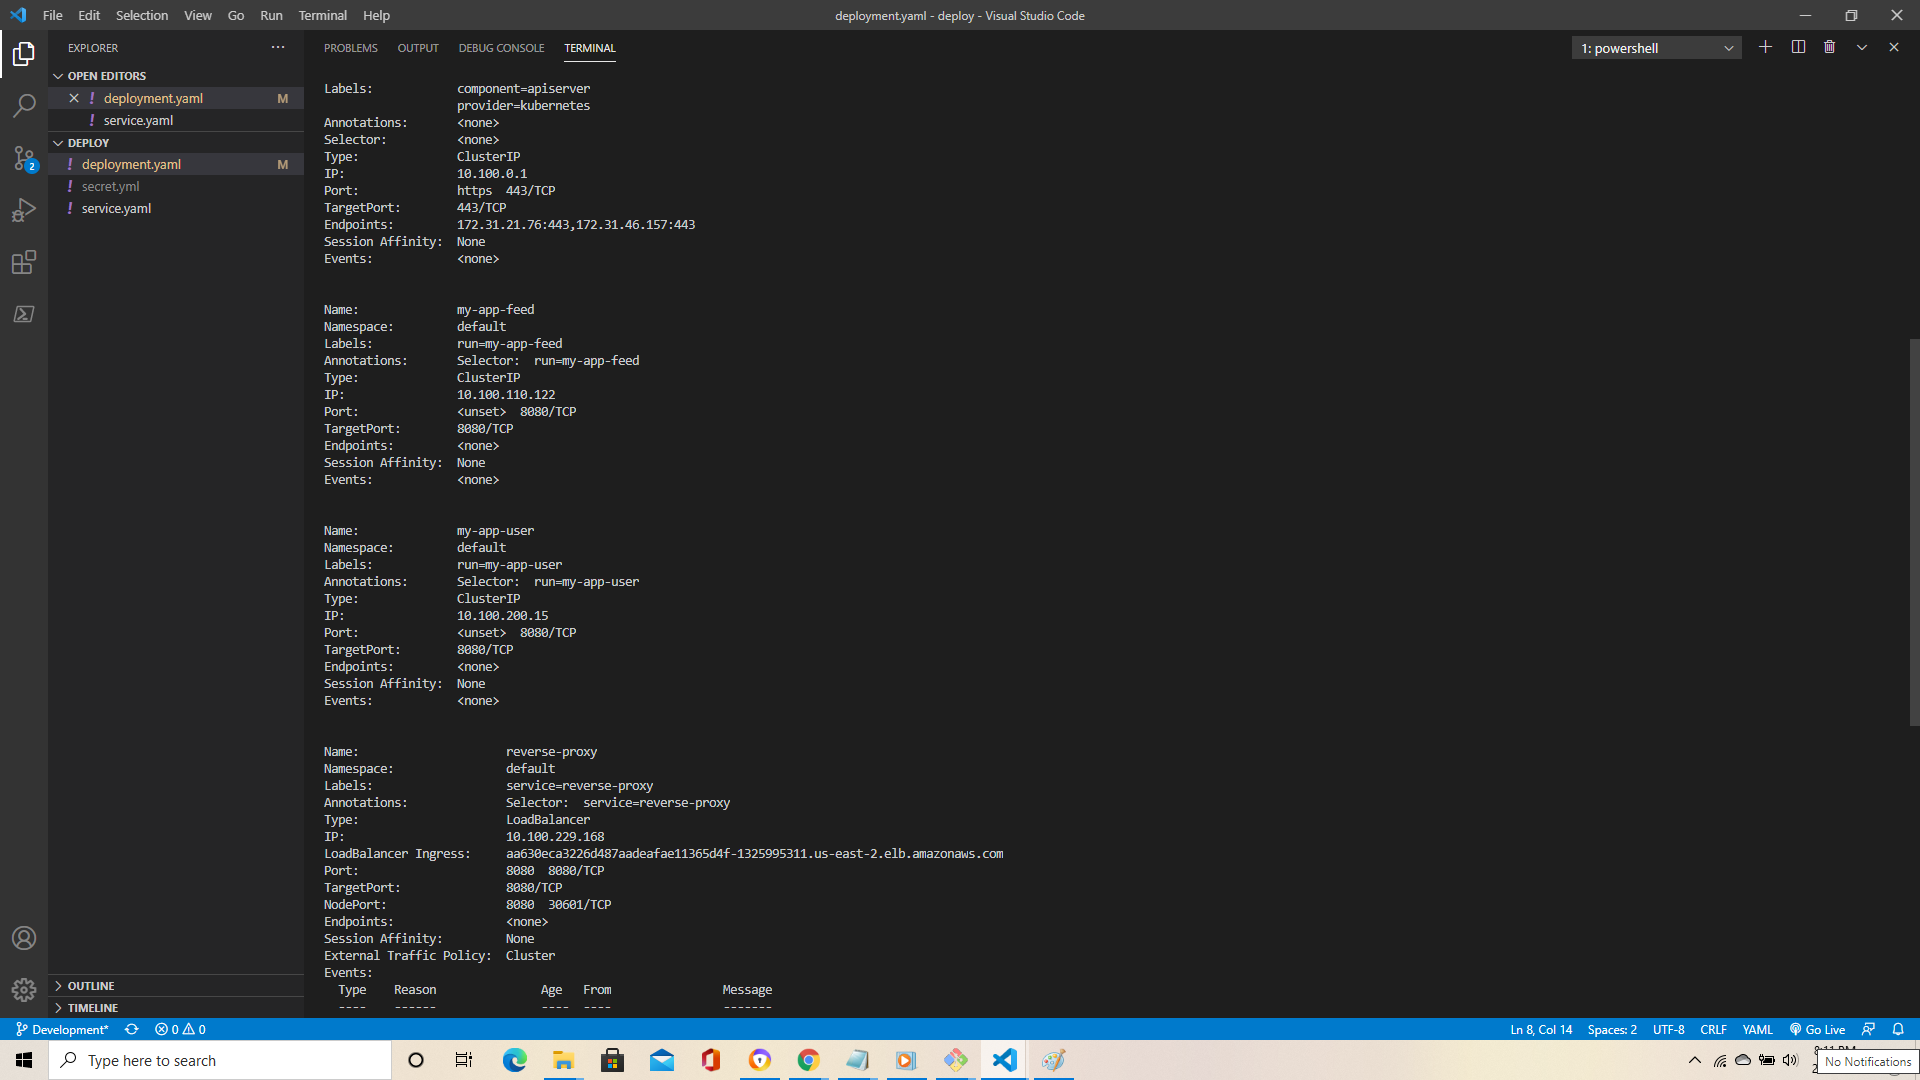 File Edit Selection View Go Run Terminal Help
deployment.yaml - deploy - Visual Studio Code
EXPLORER
OPEN EDITORS
! deployment.yaml M
! service.yaml
DEPLOY
! deployment.yaml M
! secret.yml
! service.yaml
2
OUTLINE
TIMELINE
PROBLEMS OUTPUT DEBUG CONSOLE TERMINAL
1: powershell
Labels: component=apiserver
provider=kubernetes
Annotations: <none>
Selector: <none>
Type: ClusterIP
IP: 10.100.0.1
Port: https 443/TCP
TargetPort: 443/TCP
Endpoints: 172.31.21.76:443,172.31.46.157:443
Session Affinity: None
Events: <none>
Name: my-app-feed
Namespace: default
Labels: run=my-app-feed
Annotations: Selector: run=my-app-feed
Type: ClusterIP
IP: 10.100.110.122
Port: <unset> 8080/TCP
TargetPort: 8080/TCP
Endpoints: <none>
Session Affinity: None
Events: <none>
Name: my-app-user
Namespace: default
Labels: run=my-app-user
Annotations: Selector: run=my-app-user
Type: ClusterIP
IP: 10.100.200.15
Port: <unset> 8080/TCP
TargetPort: 8080/TCP
Endpoints: <none>
Session Affinity: None
Events: <none>
Name: reverse-proxy
Namespace: default
Labels: service=reverse-proxy
Annotations: Selector: service=reverse-proxy
Type: LoadBalancer
IP: 10.100.229.168
LoadBalancer Ingress: aa630eca3226d487aadeafae11365d4f-1325995311.us-east-2.elb.amazonaws.com
Port: 8080 8080/TCP
TargetPort: 8080/TCP
NodePort: 8080 30601/TCP
Endpoints: <none>
Session Affinity: None
External Traffic Policy: Cluster
Events:
Type Reason Age From Message
---- ------ ---- ---- -------
Development* 0 0 Ln 8, Col 14 Spaces: 2 UTF-8 CRLF YAML Go Live
Type here to search
No Notifications